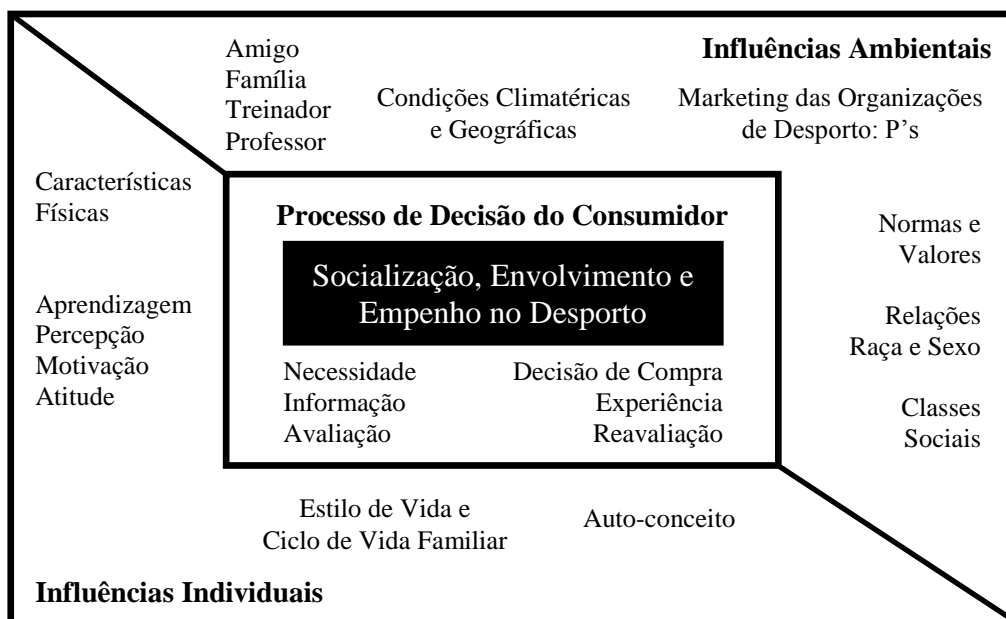 Influências Ambientais
Amigo
Família
Treinador
Professor
Condições Climatéricas
e Geográficas
Marketing das Organizações
de Desporto: P's
Características
Físicas
Aprendizagem
Percepção
Motivação
Atitude
Processo de Decisão do Consumidor
Socialização, Envolvimento e
Empenho no Desporto
Necessidade
Informação
Avaliação
Decisão de Compra
Experiência
Reavaliação
Normas e
Valores
Relações
Raça e Sexo
Classes
Sociais
Estilo de Vida e
Ciclo de Vida Familiar
Auto-conceito
Influências Individuais